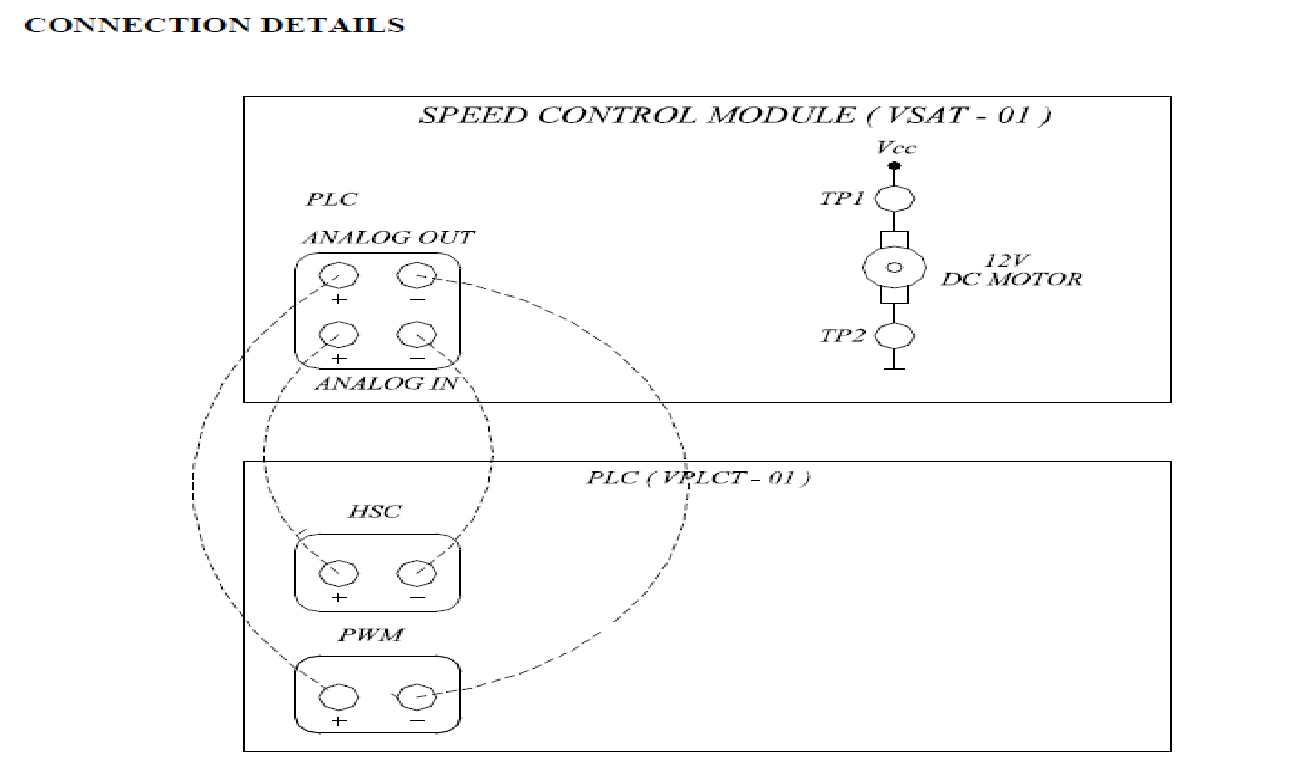 CONNECTION DETAILS
SPEED CONTROL MODULE ( VSAT - 01 )
Vcc
PLC
TP1
ANALOG OUT
12V
DC MOTOR
+ −
TP2
+ −
ANALOG IN
PLC ( VPLCT - 01 )
HSC
+ −
PWM
+ −